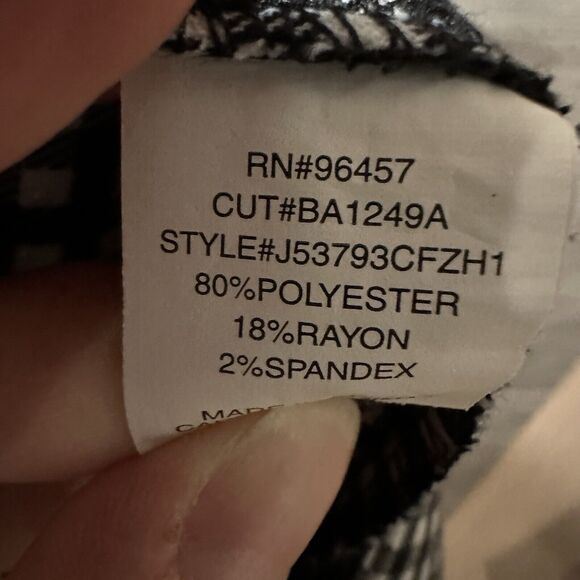 RN#96457
CUT#BA1249A
STYLE#J53793CFZH1
80%POLYESTER
18%RAYON
2%SPANDEX